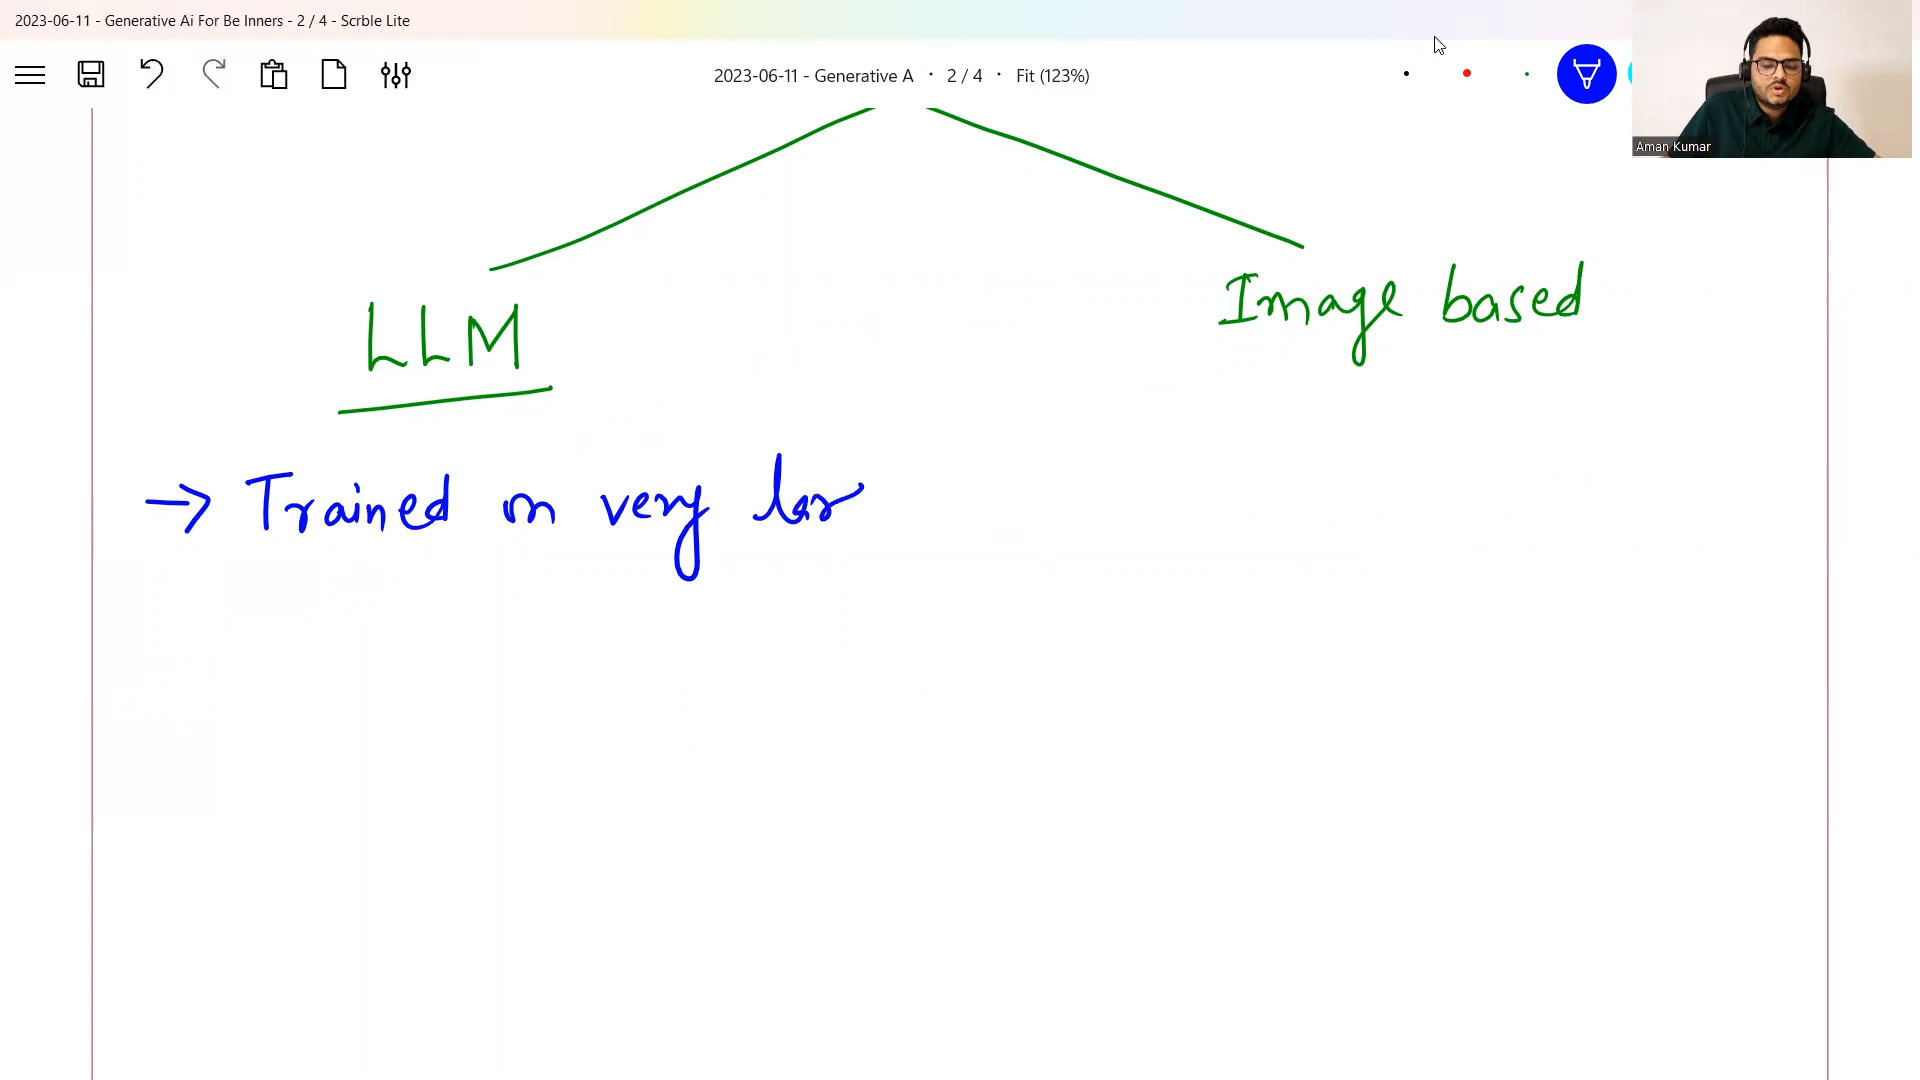 2023-06-11 - Generative Ai For Be Inners - 2 / 4 - Scrble Lite
2023-06-11 - Generative A • 2 / 4 • Fit (123%)
Aman Kumar
LLM
Image based
→ Trained on very lar